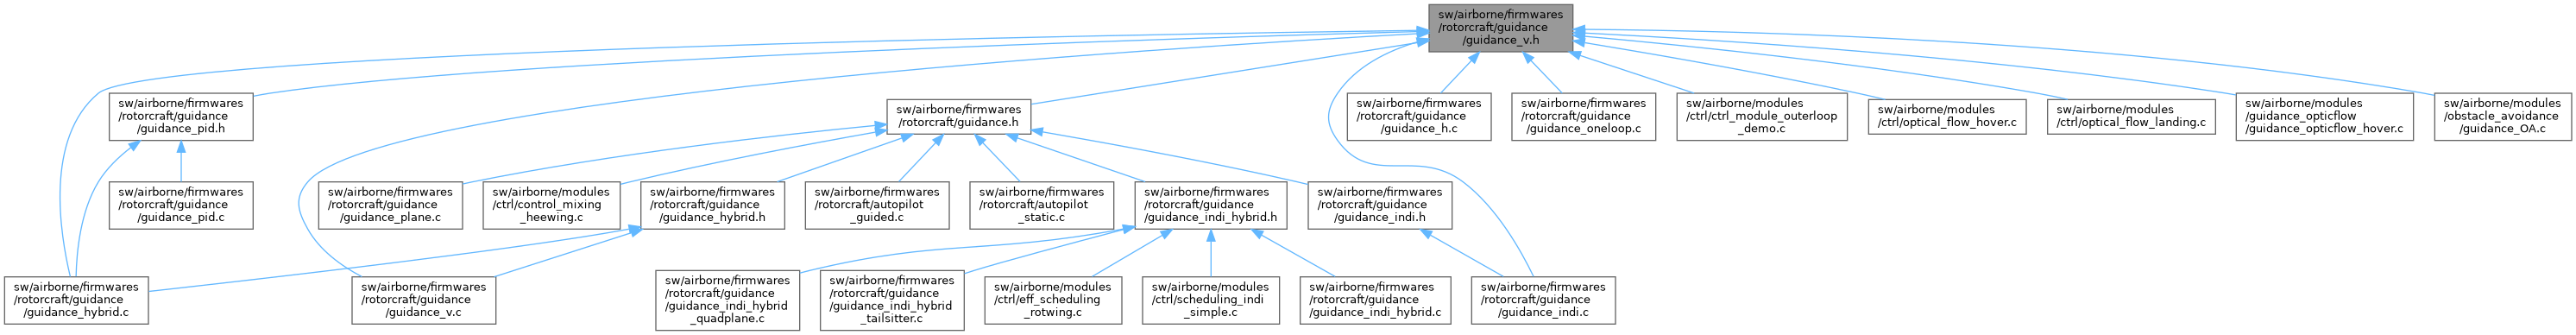 sw/airborne/firmwares
/rotorcraft/guidance
/guidance_v.h
sw/airborne/firmwares
/rotorcraft/guidance
/guidance_pid.h
sw/airborne/firmwares
/rotorcraft/guidance.h
sw/airborne/firmwares
/rotorcraft/guidance
/guidance_h.c
sw/airborne/firmwares
/rotorcraft/guidance
/guidance_oneloop.c
sw/airborne/modules
/ctrl/ctrl_module_outerloop
_demo.c
sw/airborne/modules
/ctrl/optical_flow_hover.c
sw/airborne/modules
/ctrl/optical_flow_landing.c
sw/airborne/modules
/guidance_opticflow
/guidance_opticflow_hover.c
sw/airborne/modules
/obstacle_avoidance
/guidance_OA.c
sw/airborne/firmwares
/rotorcraft/guidance
/guidance_pid.c
sw/airborne/firmwares
/rotorcraft/guidance
/guidance_plane.c
sw/airborne/modules
/ctrl/control_mixing
_heewing.c
sw/airborne/firmwares
/rotorcraft/guidance
/guidance_hybrid.h
sw/airborne/firmwares
/rotorcraft/autopilot
_guided.c
sw/airborne/firmwares
/rotorcraft/autopilot
_static.c
sw/airborne/firmwares
/rotorcraft/guidance
/guidance_indi_hybrid.h
sw/airborne/firmwares
/rotorcraft/guidance
/guidance_indi.h
sw/airborne/firmwares
/rotorcraft/guidance
/guidance_hybrid.c
sw/airborne/firmwares
/rotorcraft/guidance
/guidance_v.c
sw/airborne/firmwares
/rotorcraft/guidance
/guidance_indi_hybrid
_quadplane.c
sw/airborne/firmwares
/rotorcraft/guidance
/guidance_indi_hybrid
_tailsitter.c
sw/airborne/modules
/ctrl/eff_scheduling
_rotwing.c
sw/airborne/modules
/ctrl/scheduling_indi
_simple.c
sw/airborne/firmwares
/rotorcraft/guidance
/guidance_indi_hybrid.c
sw/airborne/firmwares
/rotorcraft/guidance
/guidance_indi.c